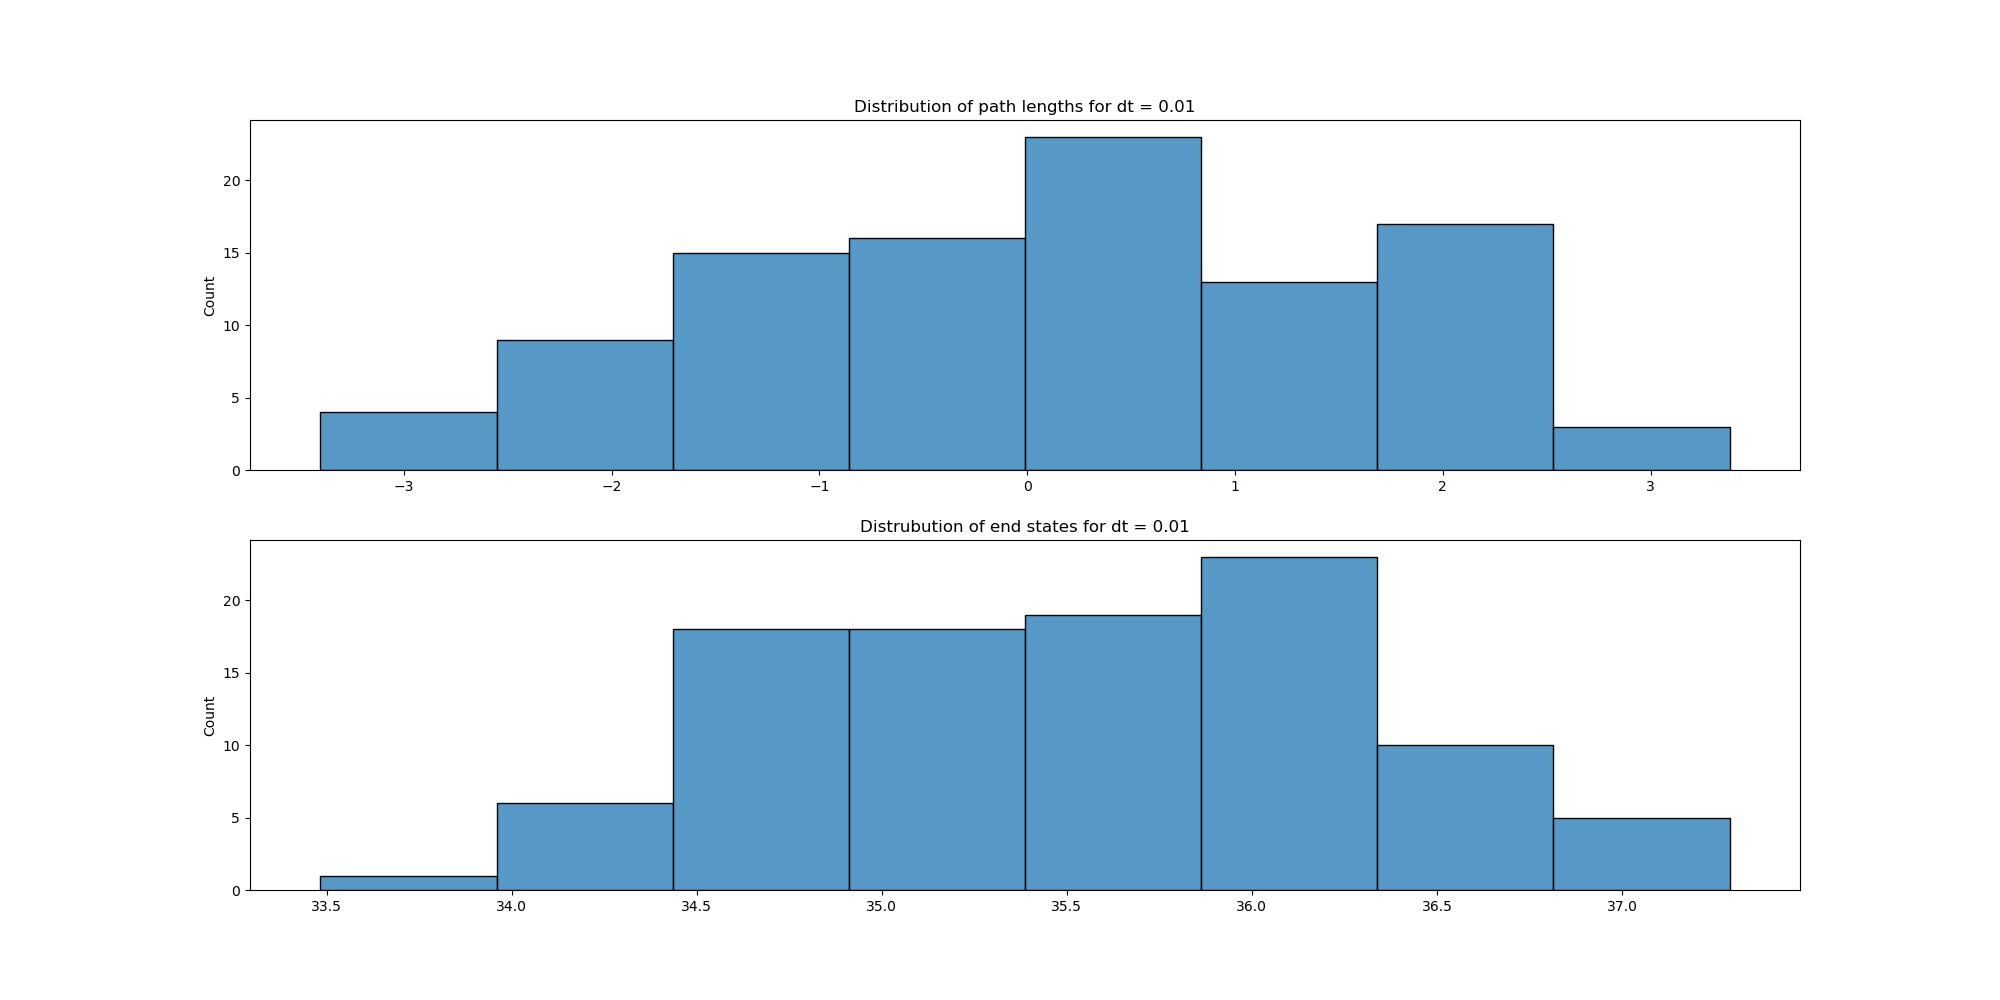 Distribution of path lengths for dt = 0.01
20
15
10
5
0
Count
−3 −2 −1 0 1 2 3
Distrubution of end states for dt = 0.01
20
15
10
5
0
Count
33.5 34.0 34.5 35.0 35.5 36.0 36.5 37.0